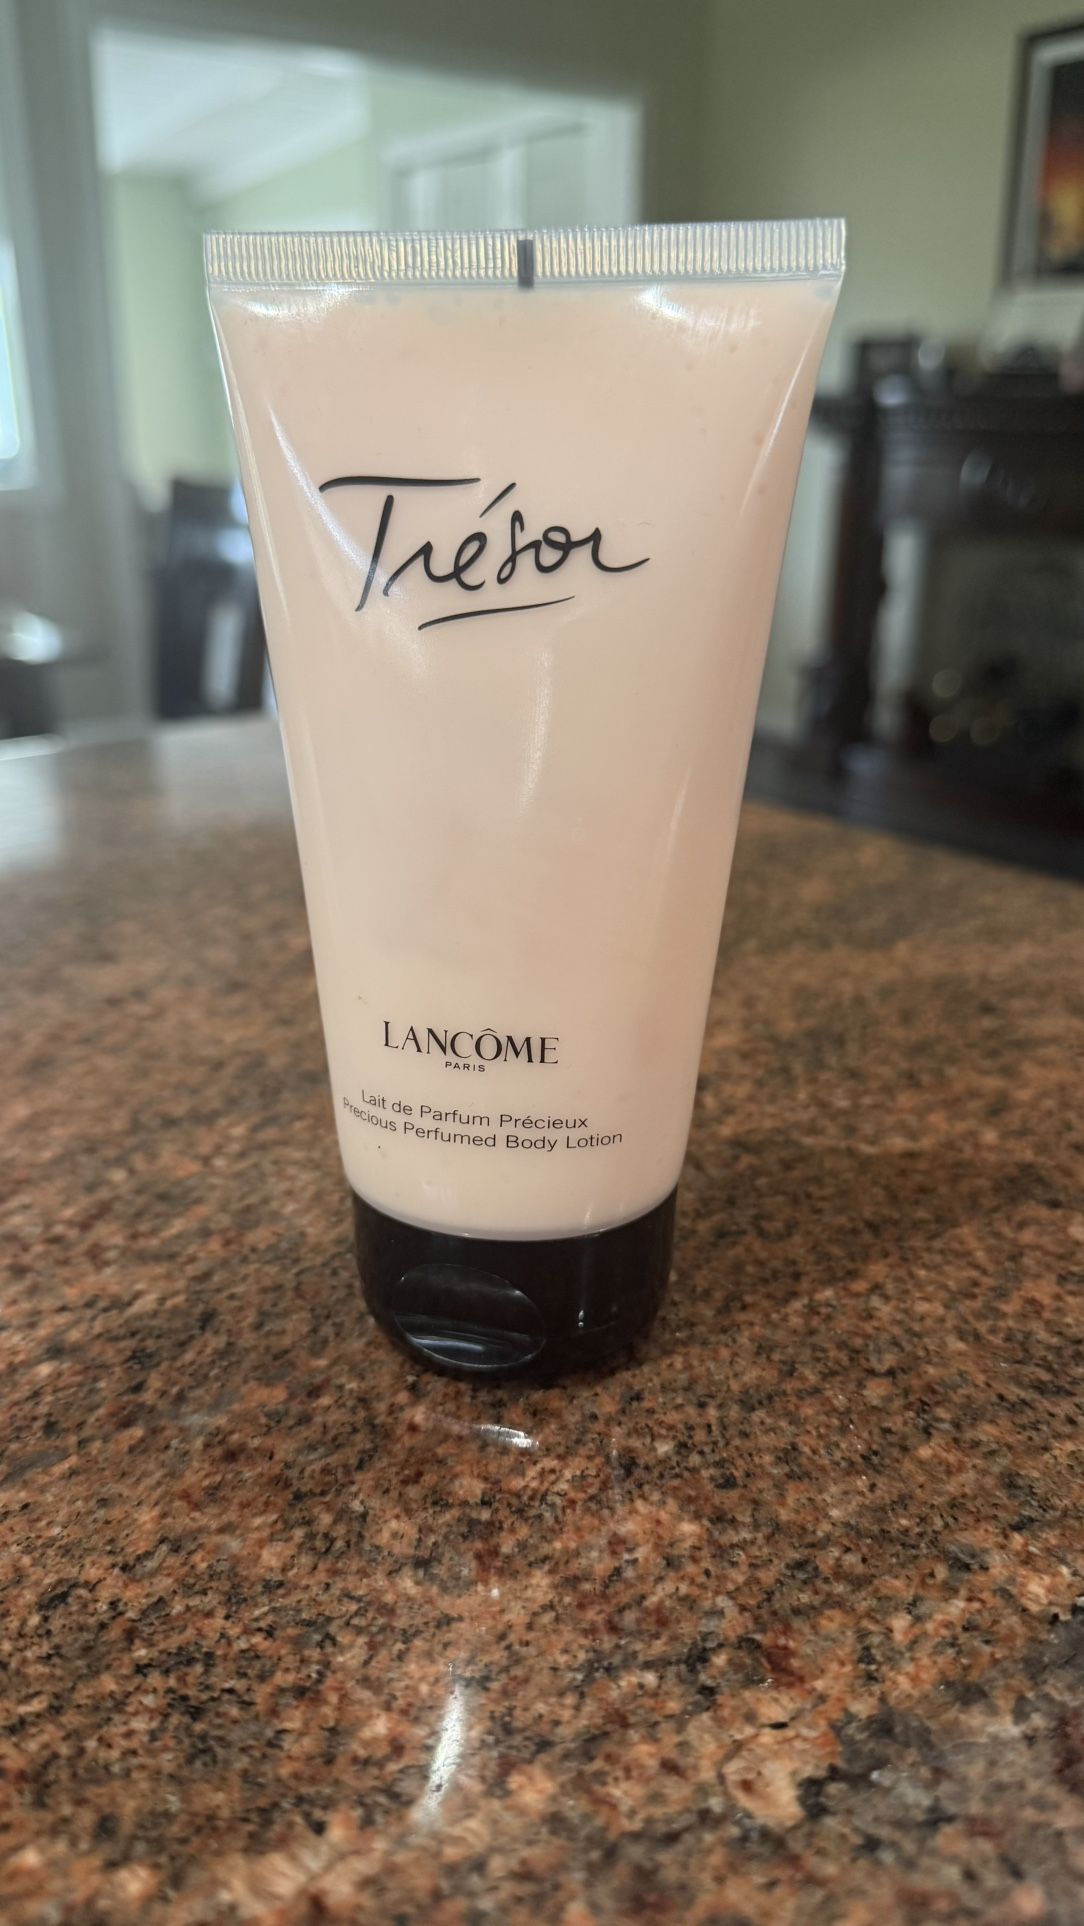 Trésor
LANCÔME
PARIS
Lait de Parfum Précieux
Precious Perfumed Body Lotion